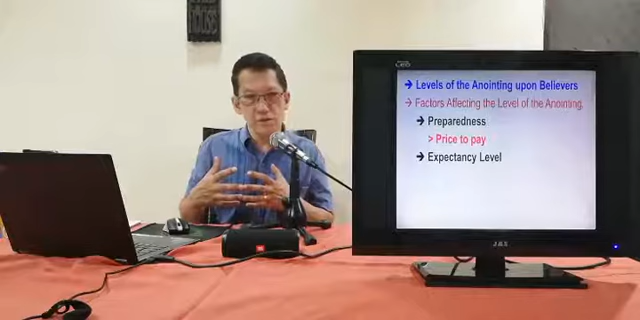 house
➔ Levels of the Anointing upon Believers
➔ Factors Affecting the Level of the Anointing
➔ Preparedness
> Price to pay
➔ Expectancy Level
JBL